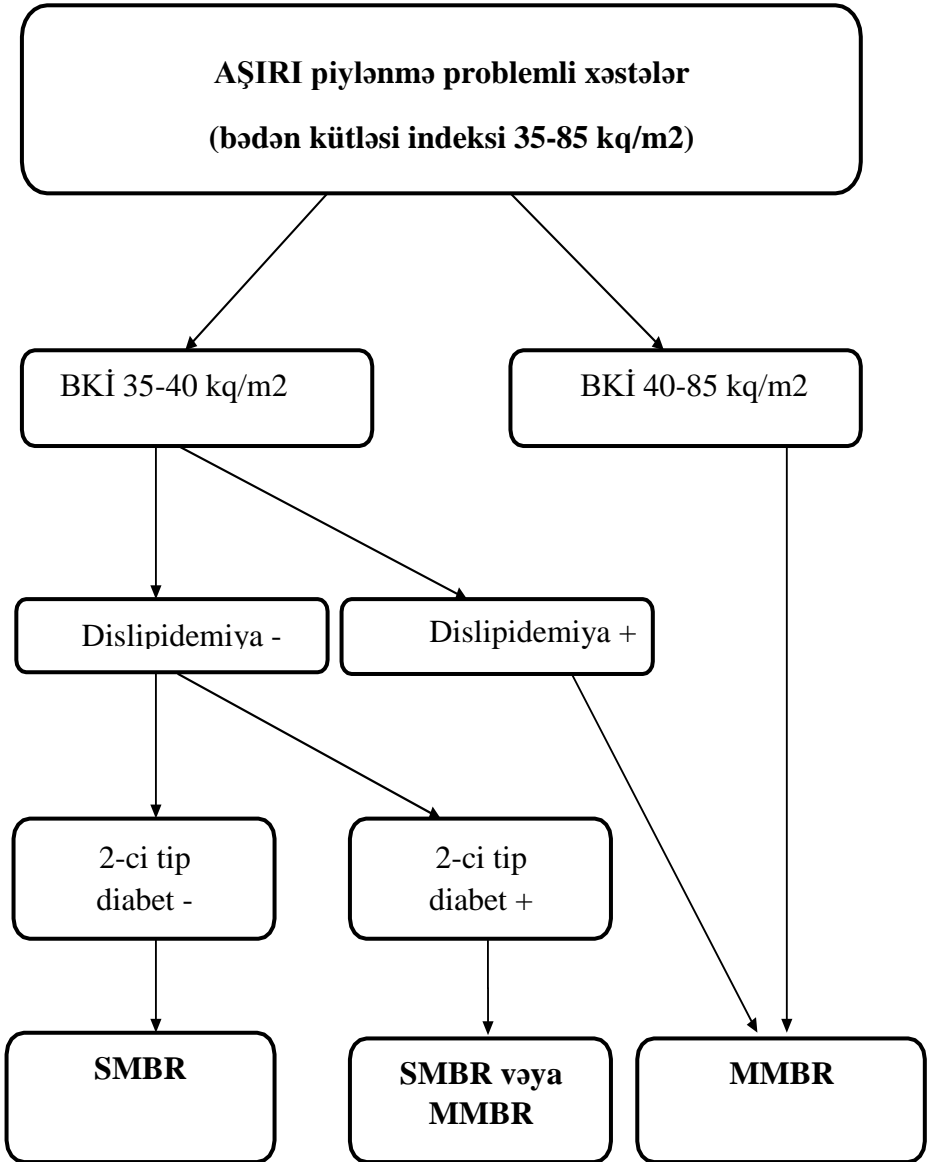 AŞIRI piylənmə problemli xəstələr
(bədən kütləsi indeksi 35-85 kq/m2)
BKİ 35-40 kq/m2
BKİ 40-85 kq/m2
Dislipidemiya -
Dislipidemiya +
2-ci tip
diabet -
2-ci tip
diabet +
SMBR
SMBR vəya
MMBR
MMBR